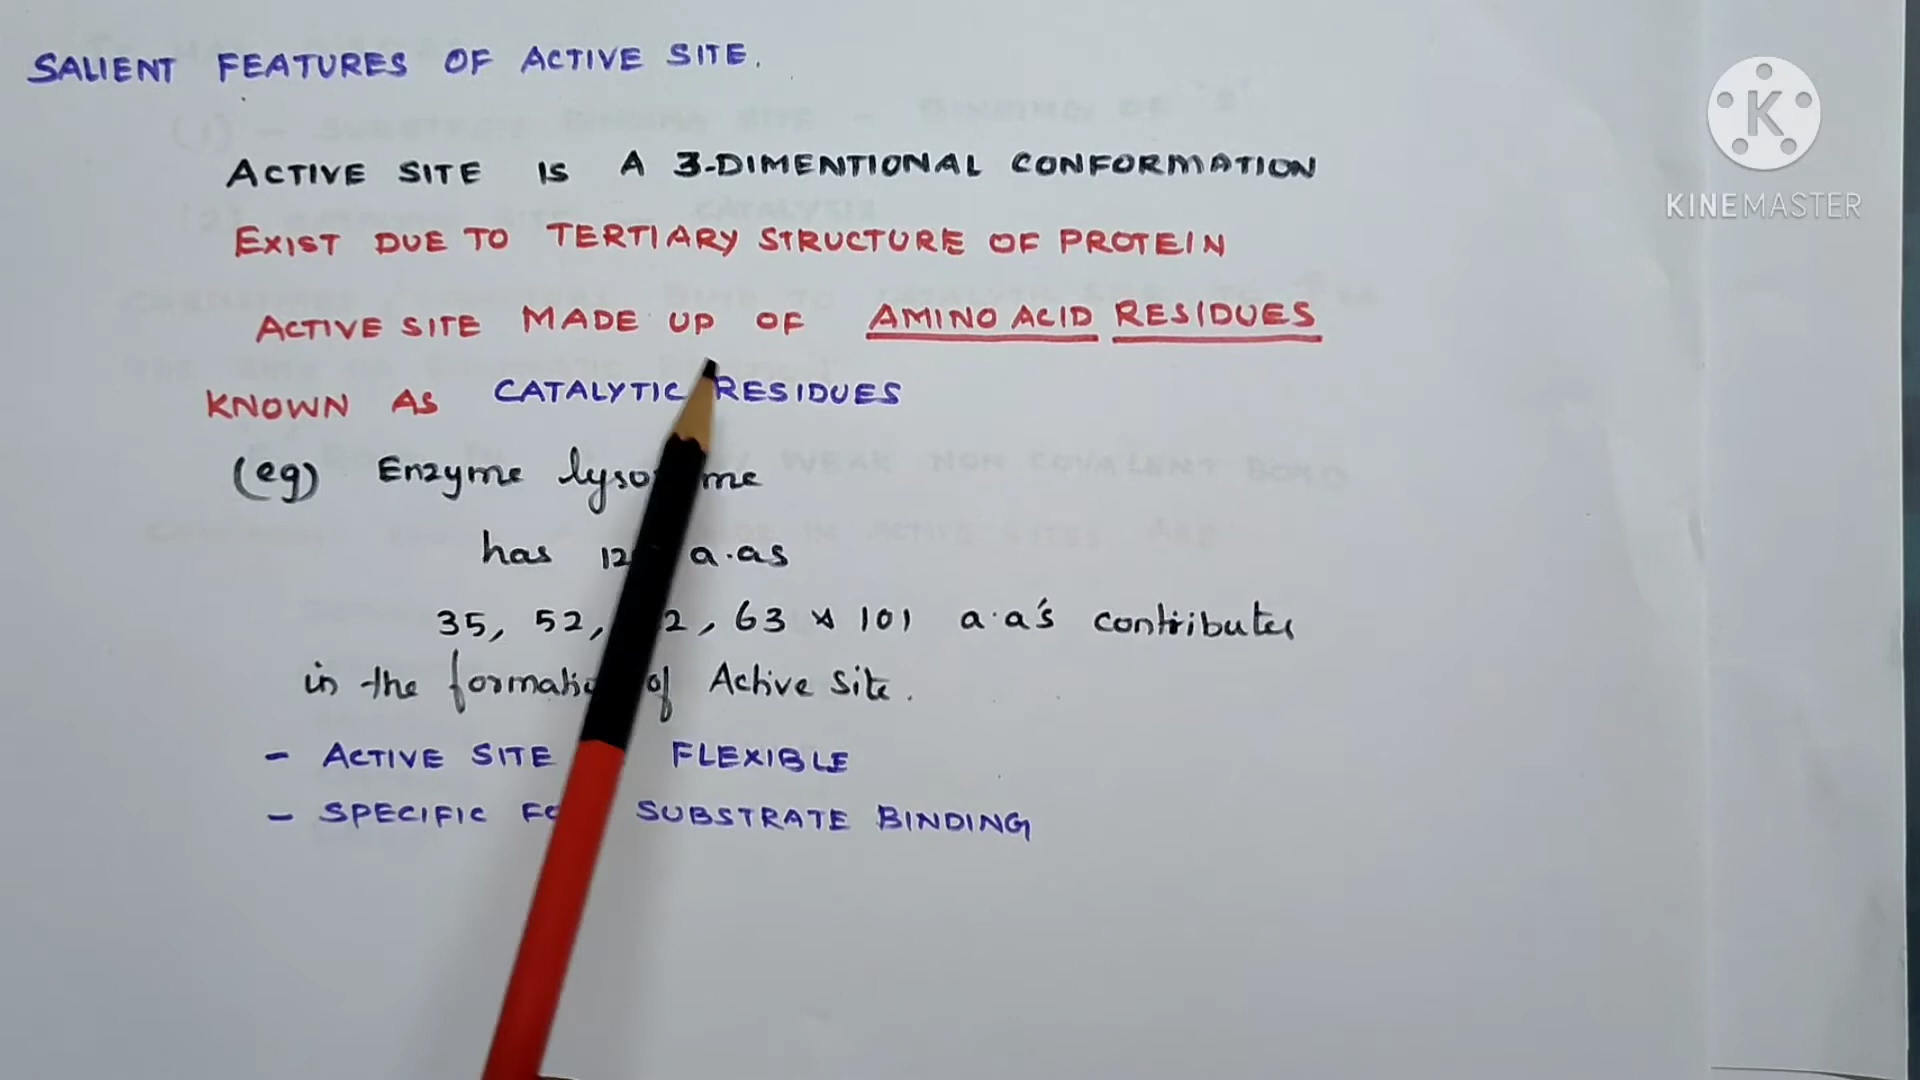 SALIENT FEATURES OF ACTIVE SITE.
ACTIVE SITE IS A 3-DIMENTIONAL CONFORMATION
EXIST DUE TO TERTIARY STRUCTURE OF PROTEIN
ACTIVE SITE MADE UP OF AMINO ACID RESIDUES
KNOWN AS CATALYTIC RESIDUES
(eg) Enzyme
has a.as
35, 52, 63 & 101 a.a's contributes
in the of Active Site.
- ACTIVE SITE FLEXIBLE
- SPECIFIC SUBSTRATE BINDING
K
KINEMASTER